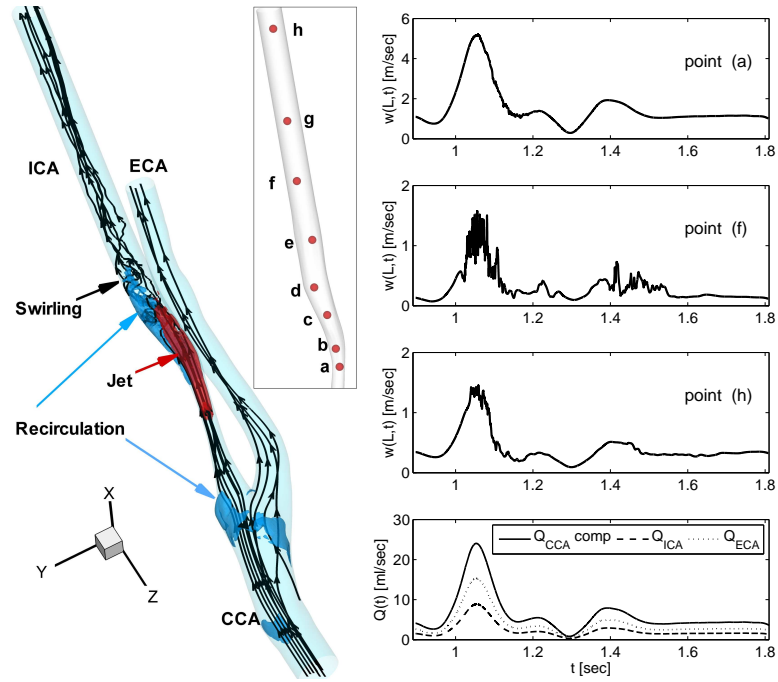 ICA
ECA
Swirling
Jet
Recirculation
CCA
X
Y
Z
h
g
f
e
d
c
b
a
w(L,t) [m/sec]
6
4
2
0
point (a)
1 1.2 1.4 1.6 1.8
w(L,t) [m/sec]
2
1
0
point (f)
1 1.2 1.4 1.6 1.8
w(L,t) [m/sec]
2
1
0
point (h)
1 1.2 1.4 1.6 1.8
Q(t) [ml/sec]
30
20
10
0
Q_CCA comp Q_ICA Q_ECA
1 1.2 1.4 1.6 1.8
t [sec]